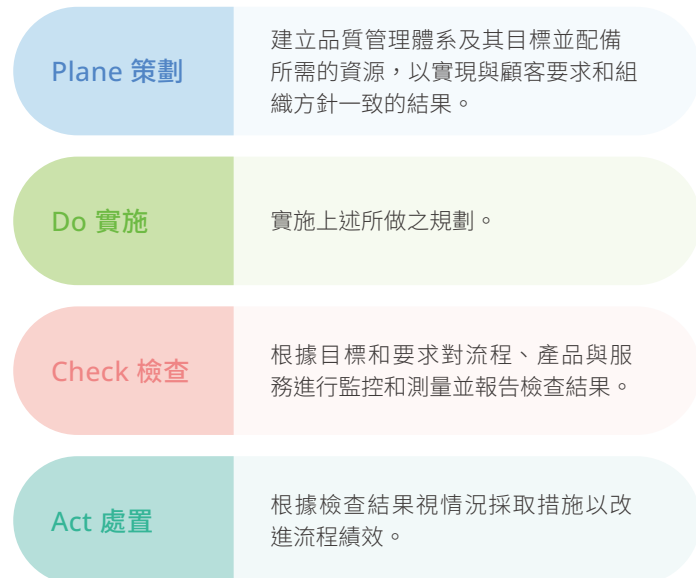 Plane 策劃
建立品質管理體系及其目標並配備
所需的資源，以實現與顧客要求和組
織方針一致的結果。
Do 實施
實施上述所做之規劃。
Check 檢查
根據目標和要求對流程、產品與服
務進行監控和測量並報告檢查結果。
Act 處置
根據檢查結果視情況採取措施以改
進流程績效。